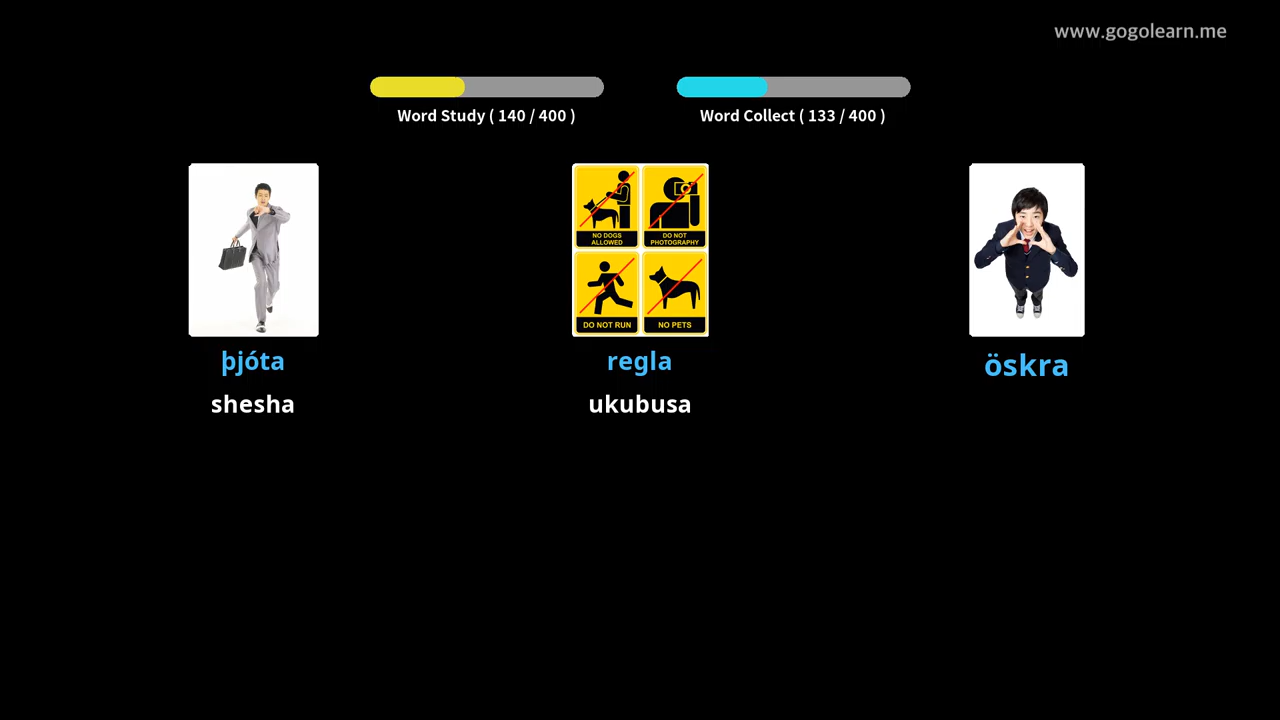 www.gogolearn.me
Word Study ( 140 / 400 )
Word Collect ( 133 / 400 )
NO DOGS
ALLOWED
DO NOT
PHOTOGRAPHY
DO NOT RUN
NO PETS
þjóta
regla
öskra
shesha
ukubusa